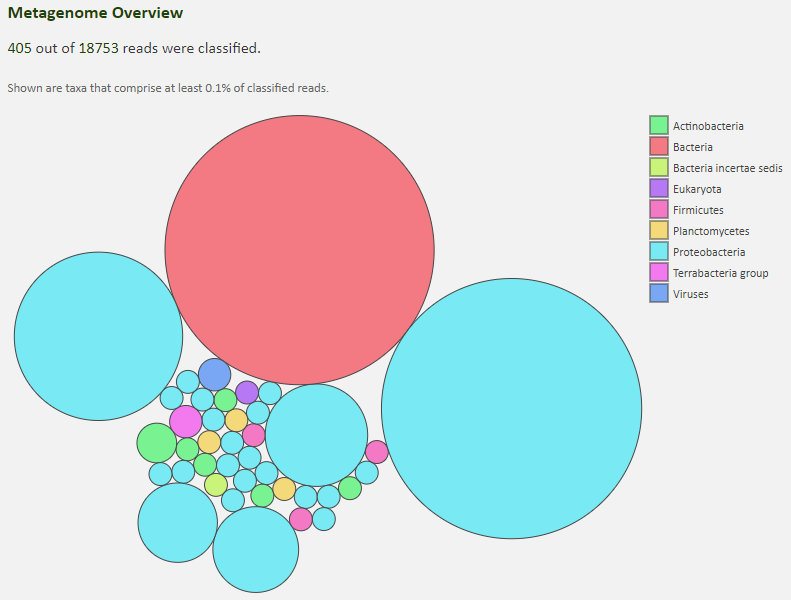 Metagenome Overview
405 out of 18753 reads were classified.
Shown are taxa that comprise at least 0.1% of classified reads.
Actinobacteria
Bacteria
Bacteria incertae sedis
Eukaryota
Firmicutes
Planctomycetes
Proteobacteria
Terrabacteria group
Viruses